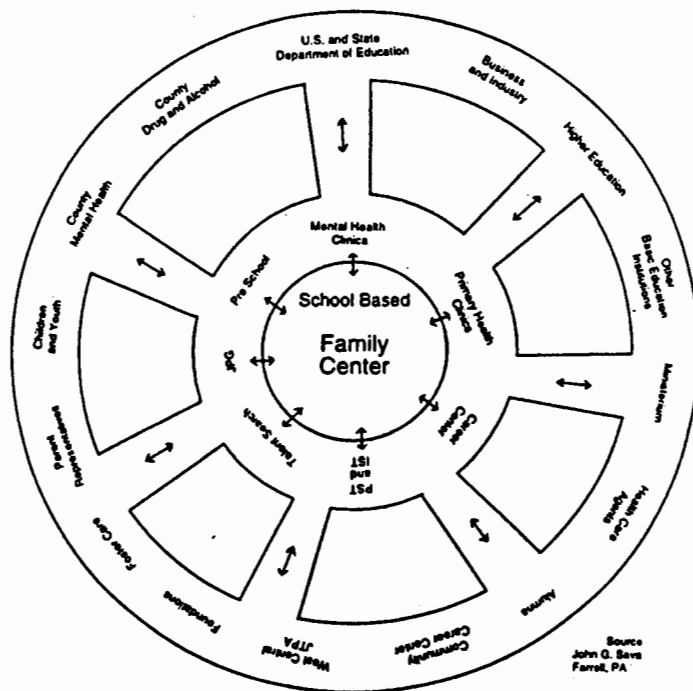 U.S. and State
Department of Education
Business
and Industry
Higher Education
Other
Basic Education
Institutions
Ministerium
Health Care
Agents
Alumna
Community
Career Center
West Central
JTPA
Foundations
Foster Care
Parent
Representatives
Children
and Youth
County
Mental Health
County
Drug and Alcohol
Mental Health
Clinics
Primary Health
Clinics
Career
Center
PST
and
IST
Talent Search
JPG
Pre School
School Based
Family
Center
Source
John G. Sava
Farrell, PA